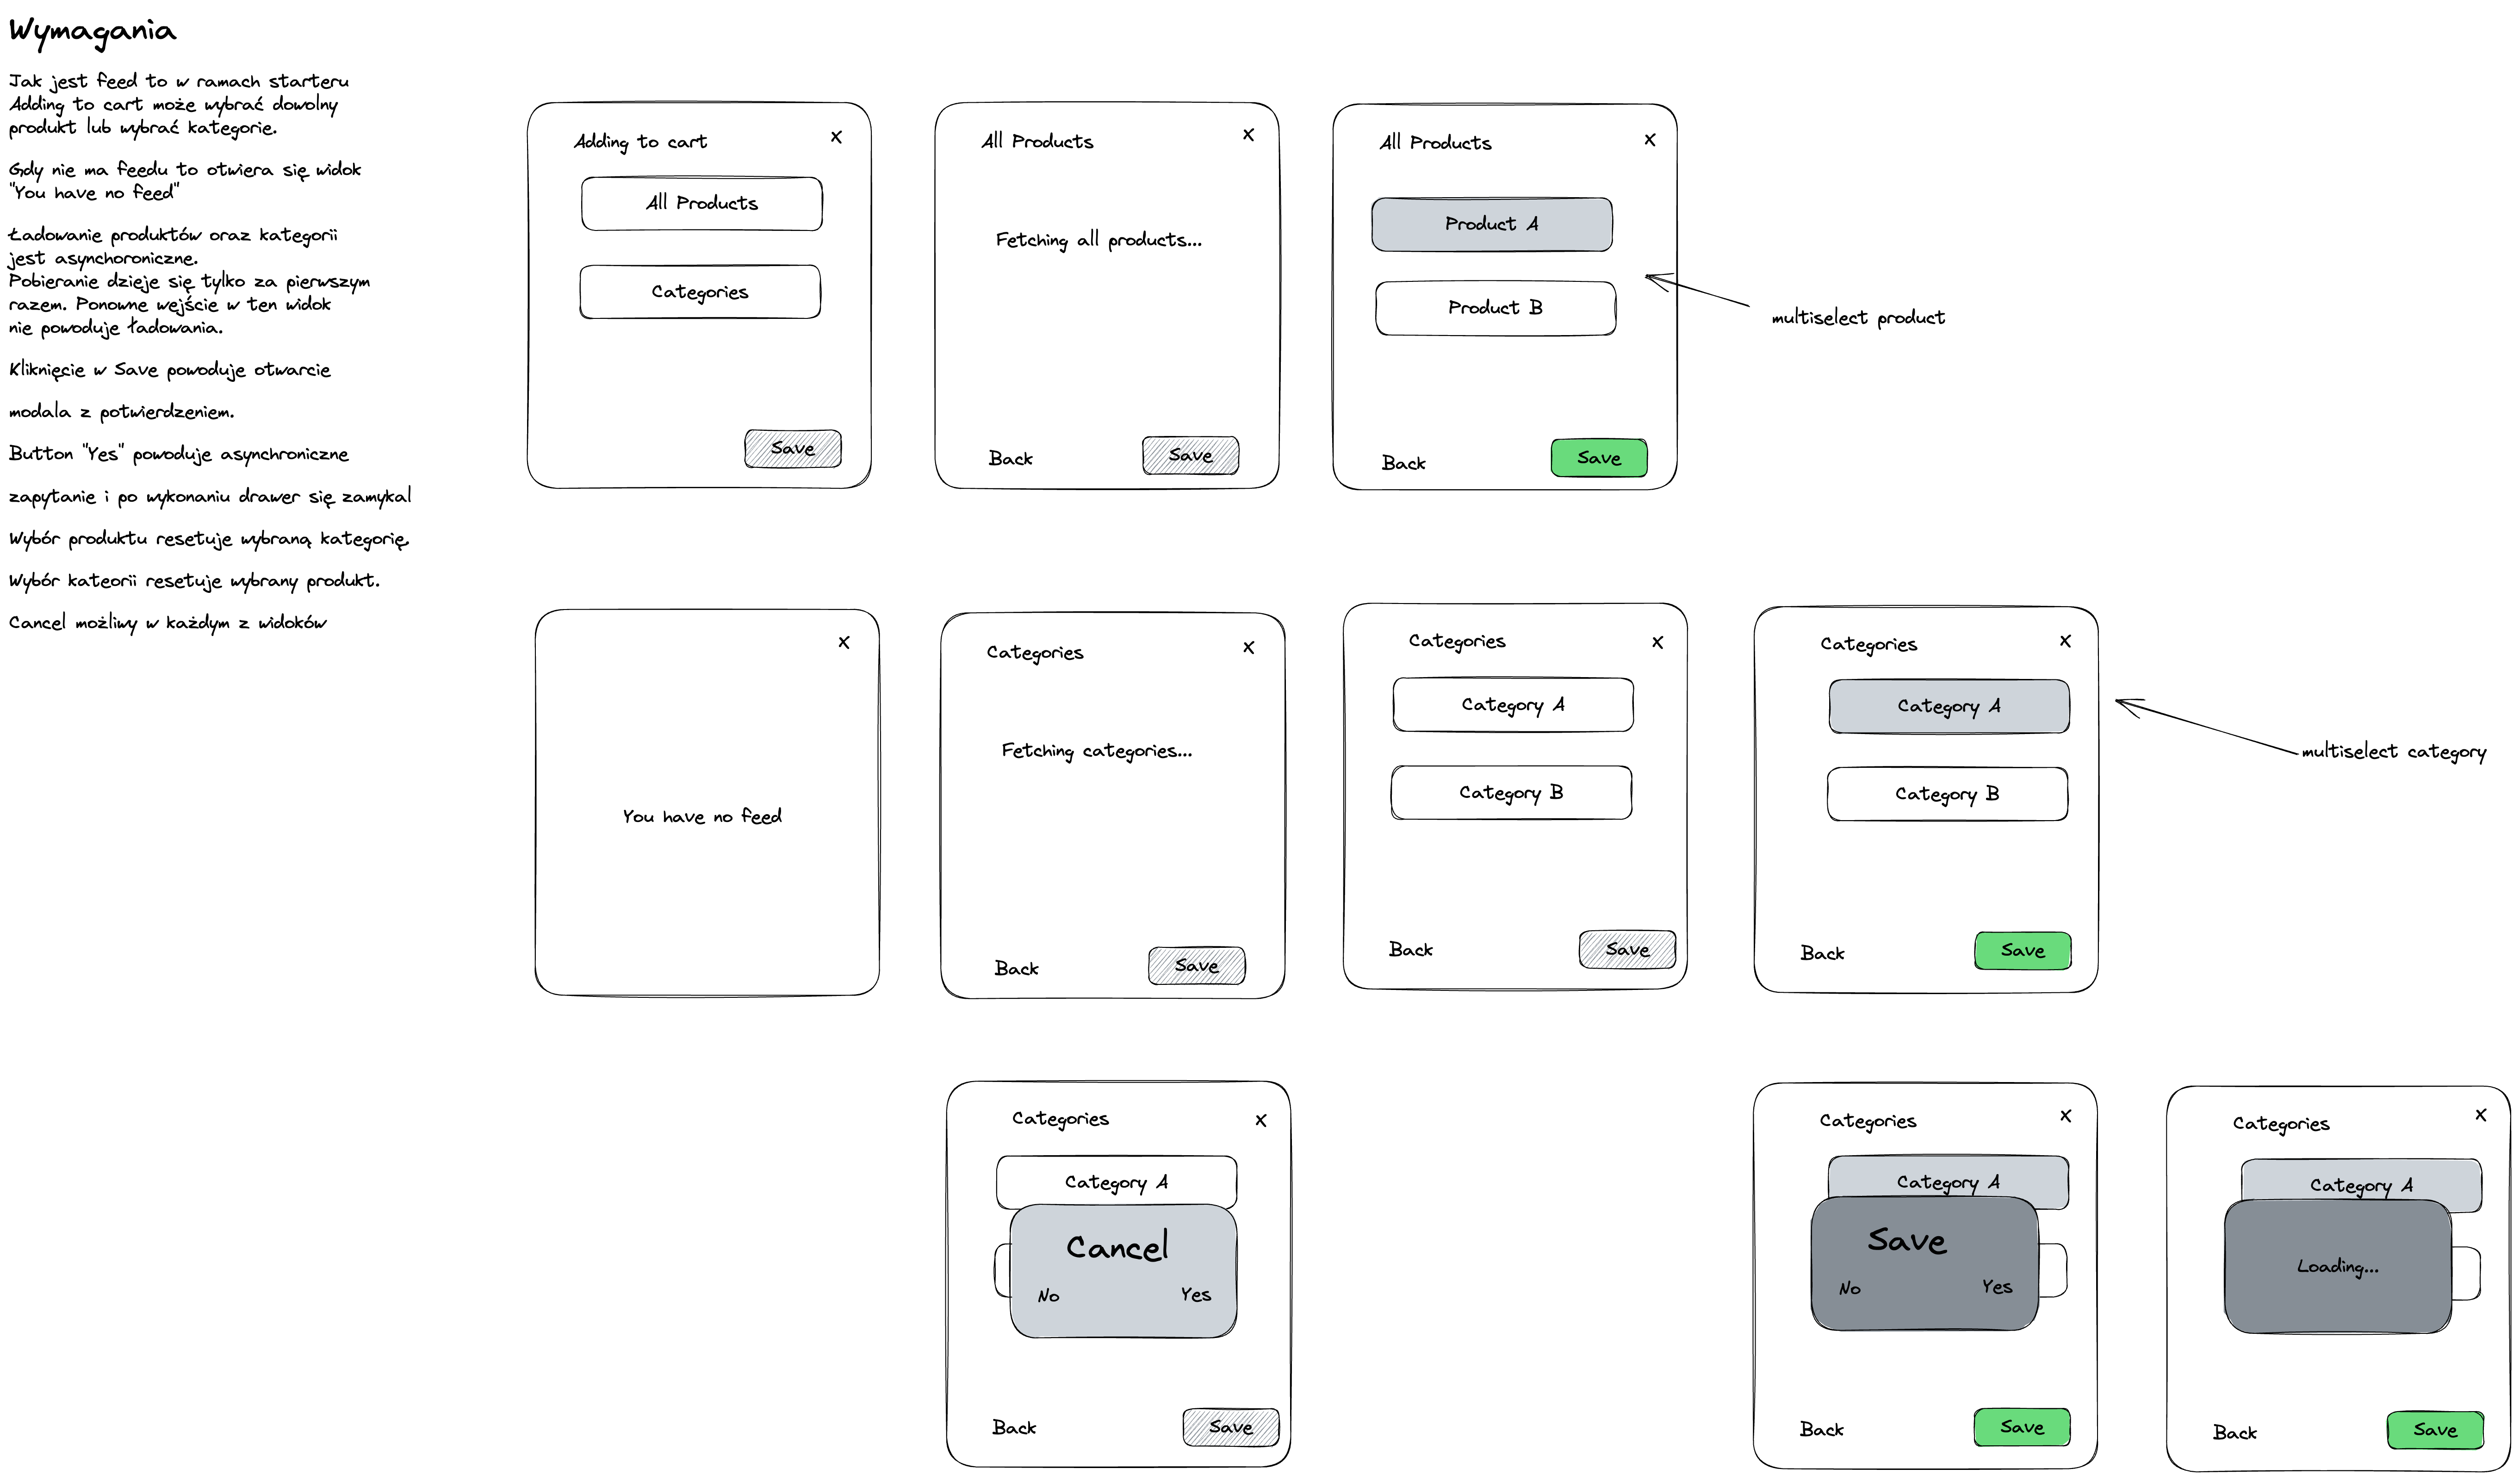 Wymagania
Jak jest feed to w ramach starteru
Adding to cart może wybrać dowolny
produkt lub wybrać kategorie.
Gdy nie ma feedu to otwiera się widok
"You have no feed"
Ładowanie produktów oraz kategorii
jest asynchoroniczne.
Pobieranie dzieje się tylko za pierwszym
razem. Ponowne wejście w ten widok
nie powoduje ładowania.
Kliknięcie w Save powoduje otwarcie
modala z potwierdzeniem.
Button "Yes" powoduje asynchroniczne
zapytanie i po wykonaniu drawer się zamykal
Wybór produktu resetuje wybraną kategorię.
Wybór kateorii resetuje wybrany produkt.
Cancel możliwy w każdym z widoków
Adding to cart
x
All Products
Categories
Save
All Products
x
Fetching all products...
Back
Save
All Products
x
Product A
Product B
Back
Save
multiselect product
x
You have no feed
Categories
x
Fetching categories...
Back
Save
Categories
x
Category A
Category B
Back
Save
Categories
x
Category A
Category B
Back
Save
multiselect category
Categories
x
Category A
Cancel
No
Yes
Back
Save
Categories
x
Category A
Save
No
Yes
Back
Save
Categories
x
Category A
Loading...
Back
Save